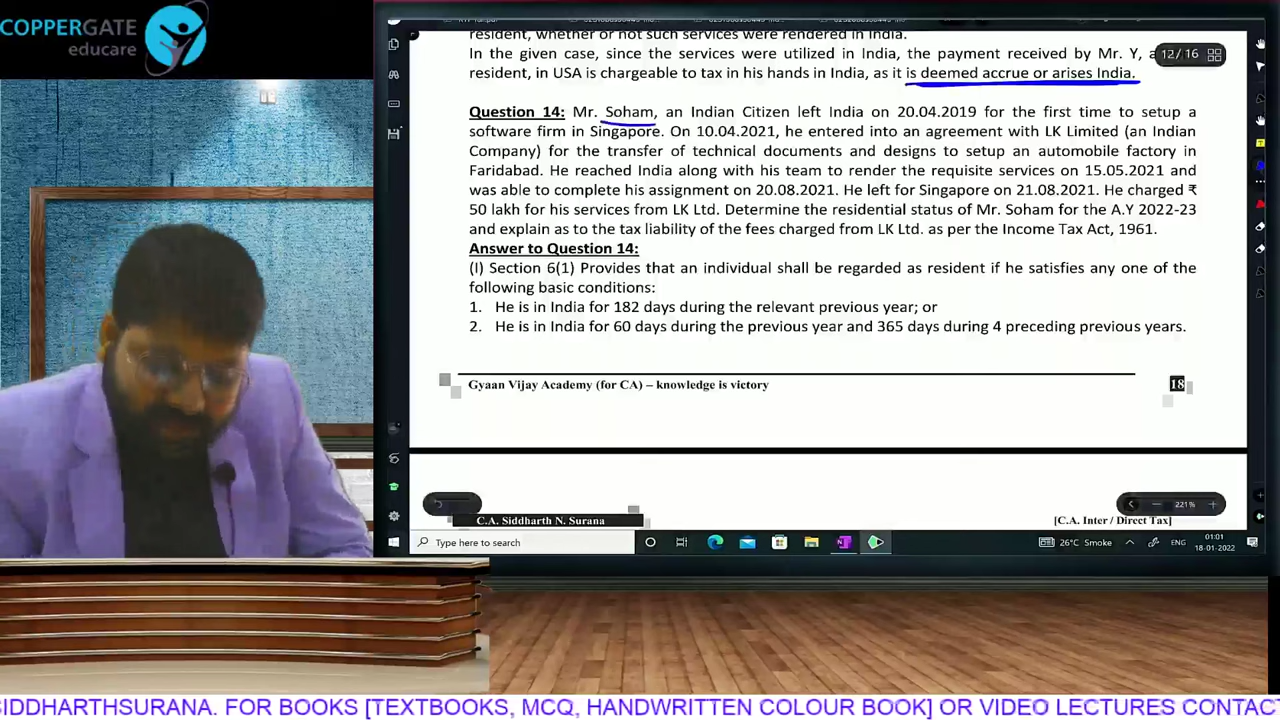 COPPERGATE
educare
resident, whether or not such services were rendered in India.
In the given case, since the services were utilized in India, the payment received by Mr. Y, a
resident, in USA is chargeable to tax in his hands in India, as it is deemed accrue or arises India.
12/16
Question 14: Mr. Soham, an Indian Citizen left India on 20.04.2019 for the first time to setup a
software firm in Singapore. On 10.04.2021, he entered into an agreement with LK Limited (an Indian
Company) for the transfer of technical documents and designs to setup an automobile factory in
Faridabad. He reached India along with his team to render the requisite services on 15.05.2021 and
was able to complete his assignment on 20.08.2021. He left for Singapore on 21.08.2021. He charged ₹
50 lakh for his services from LK Ltd. Determine the residential status of Mr. Soham for the A.Y 2022-23
and explain as to the tax liability of the fees charged from LK Ltd. as per the Income Tax Act, 1961.
Answer to Question 14:
(I) Section 6(1) Provides that an individual shall be regarded as resident if he satisfies any one of the
following basic conditions:
1. He is in India for 182 days during the relevant previous year; or
2. He is in India for 60 days during the previous year and 365 days during 4 preceding previous years.
Gyaan Vijay Academy (for CA) – knowledge is victory
18
221%
C.A. Siddharth N. Surana
[C.A. Inter / Direct Tax]
Type here to search
26°C Smoke
ENG
01:01
18-01-2022
SIDDHARTHSURANA. FOR BOOKS [TEXTBOOKS, MCQ, HANDWRITTEN COLOUR BOOK] OR VIDEO LECTURES CONTAC